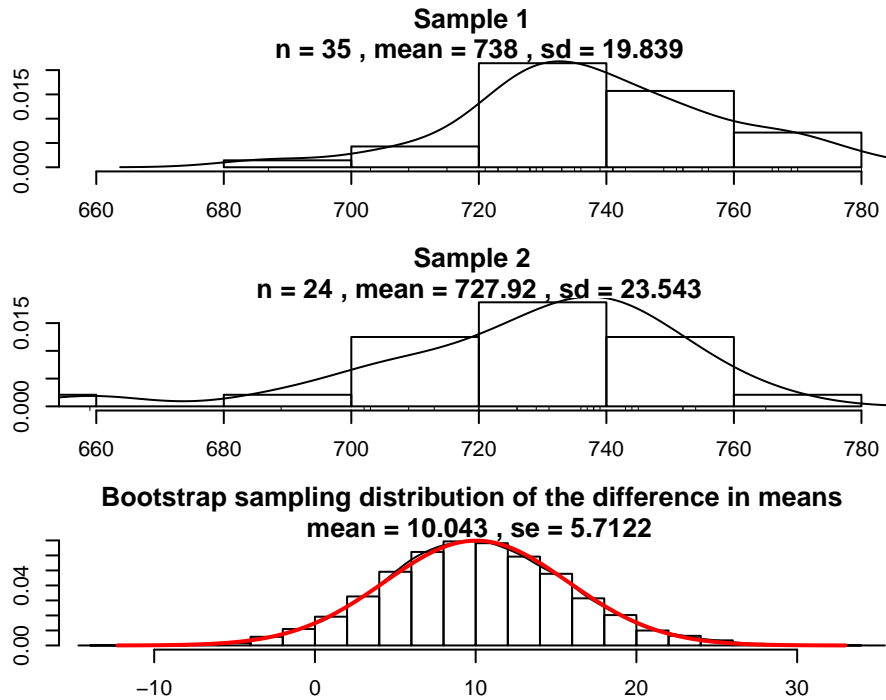 Sample 1
n = 35 , mean = 738 , sd = 19.839
0.015
0.000
660 680 700 720 740 760 780
Sample 2
n = 24 , mean = 727.92 , sd = 23.543
0.015
0.000
660 680 700 720 740 760 780
Bootstrap sampling distribution of the difference in means
mean = 10.043 , se = 5.7122
0.04
0.00
−10 0 10 20 30